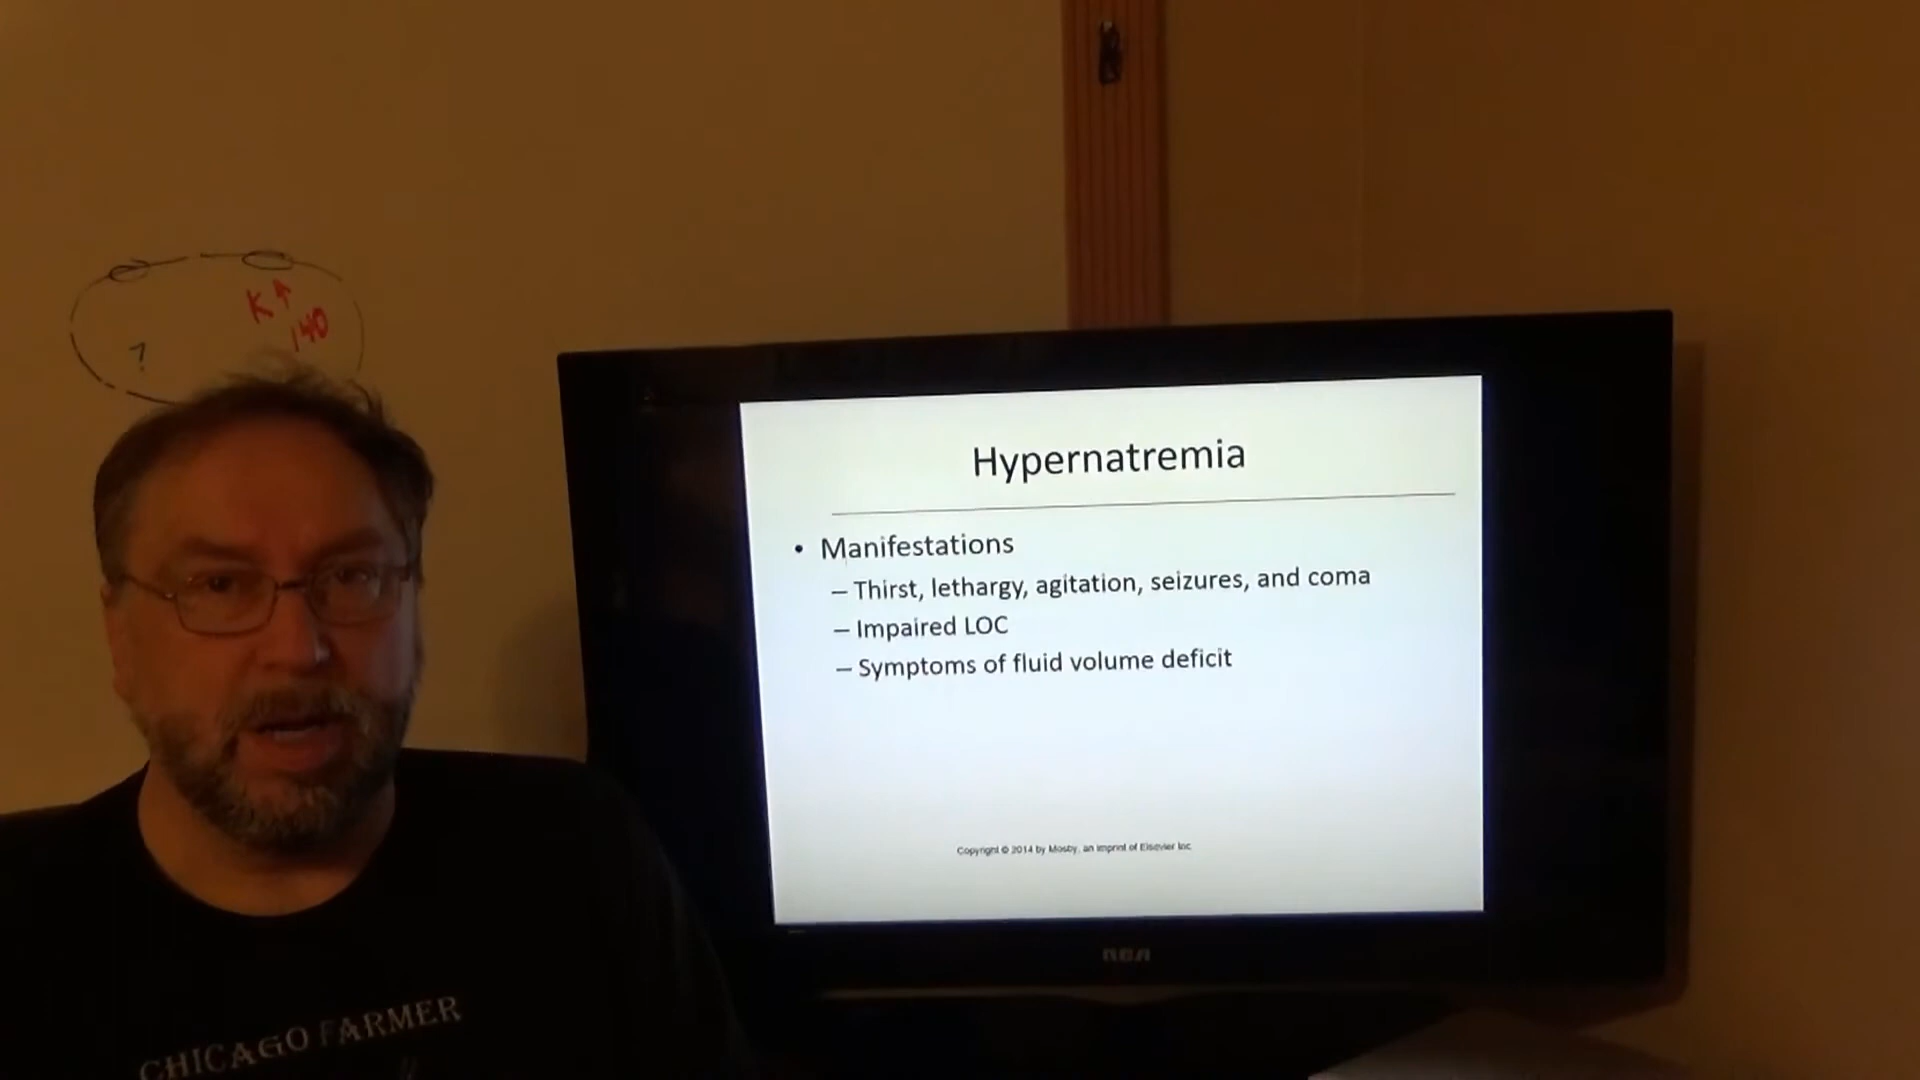 K↑
140
?
Hypernatremia
• Manifestations
– Thirst, lethargy, agitation, seizures, and coma
– Impaired LOC
– Symptoms of fluid volume deficit
Copyright © 2014 by Mosby, an imprint of Elsevier Inc.
RCA
CHICAGO FARMER